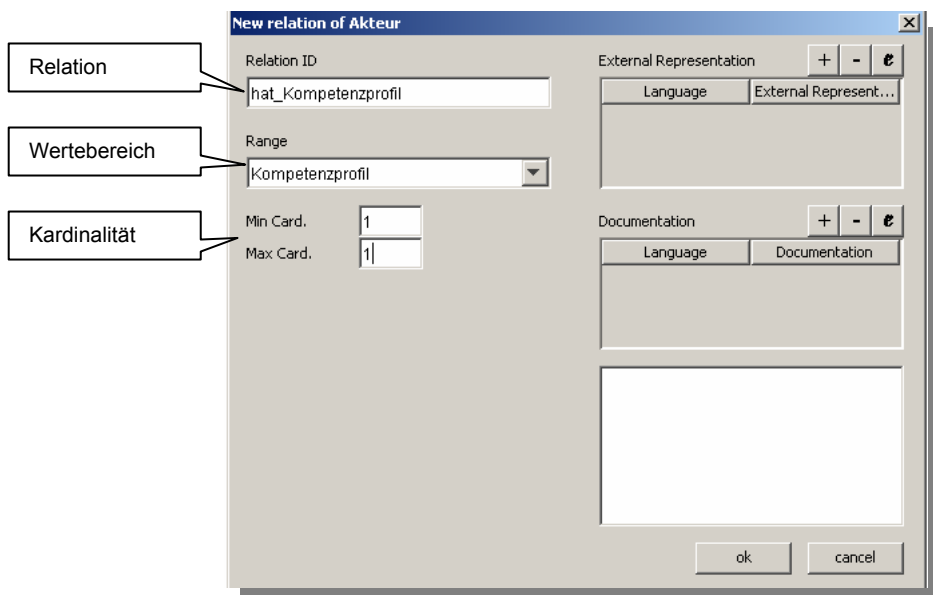 New relation of Akteur
Relation
Relation ID
hat_Kompetenzprofil
Wertebereich
Range
Kompetenzprofil
Kardinalität
Min Card.
1
Max Card.
1
External Representation
+
-
e
Language
External Represent...
Documentation
+
-
e
Language
Documentation
ok
cancel